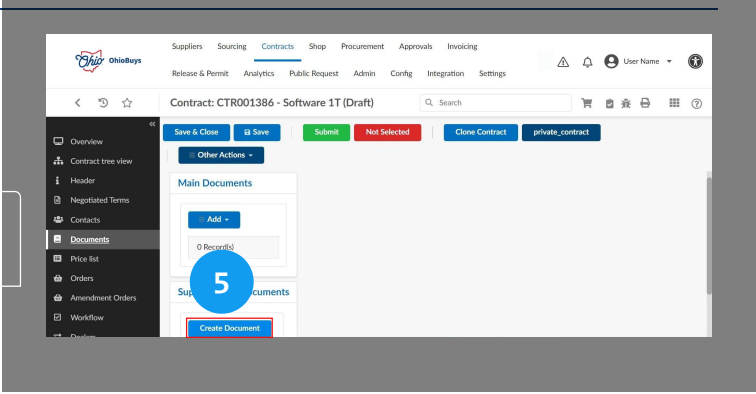 Suppliers Sourcing Contracts Shop Procurement Approvals Invoicing
Ohio OhioBuys
User Name
Release & Permit Analytics Public Request Admin Config Integration Settings
Contract: CTR001386 - Software 1T (Draft)
Search
Save & Close Save Submit Not Selected Clone Contract private_contract
Other Actions
Overview
Contract tree view
Header
Negotiated Terms
Contacts
Documents
Price list
Orders
Amendment Orders
Workflow
Main Documents
Add
0 Record(s)
5
Create Document